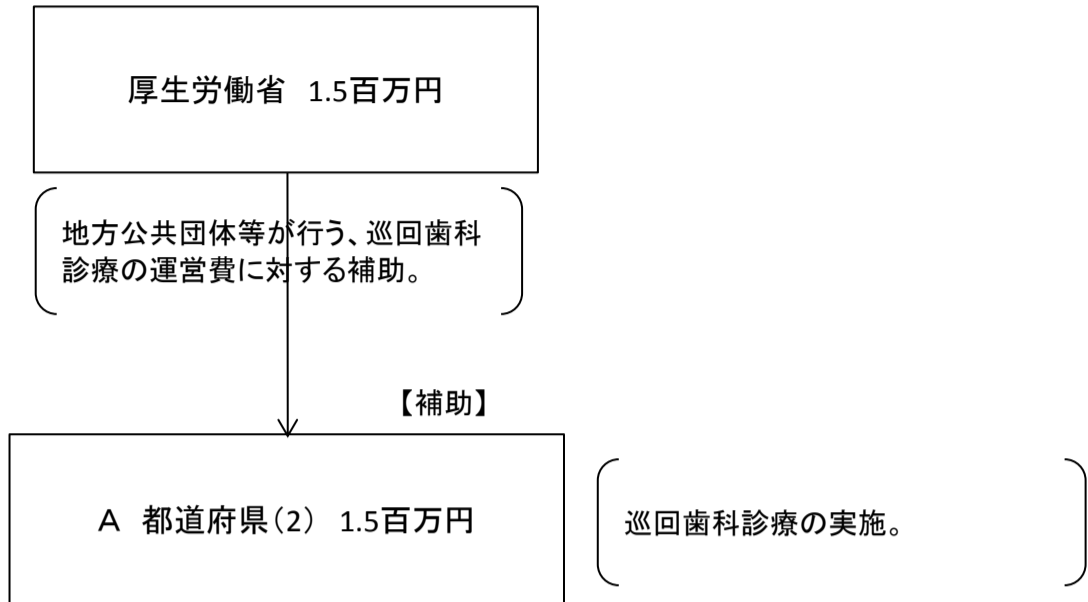 厚生労働省 1.5百万円
地方公共団体等が行う、巡回歯科
診療の運営費に対する補助。
【補助】
A 都道府県(2) 1.5百万円
巡回歯科診療の実施。